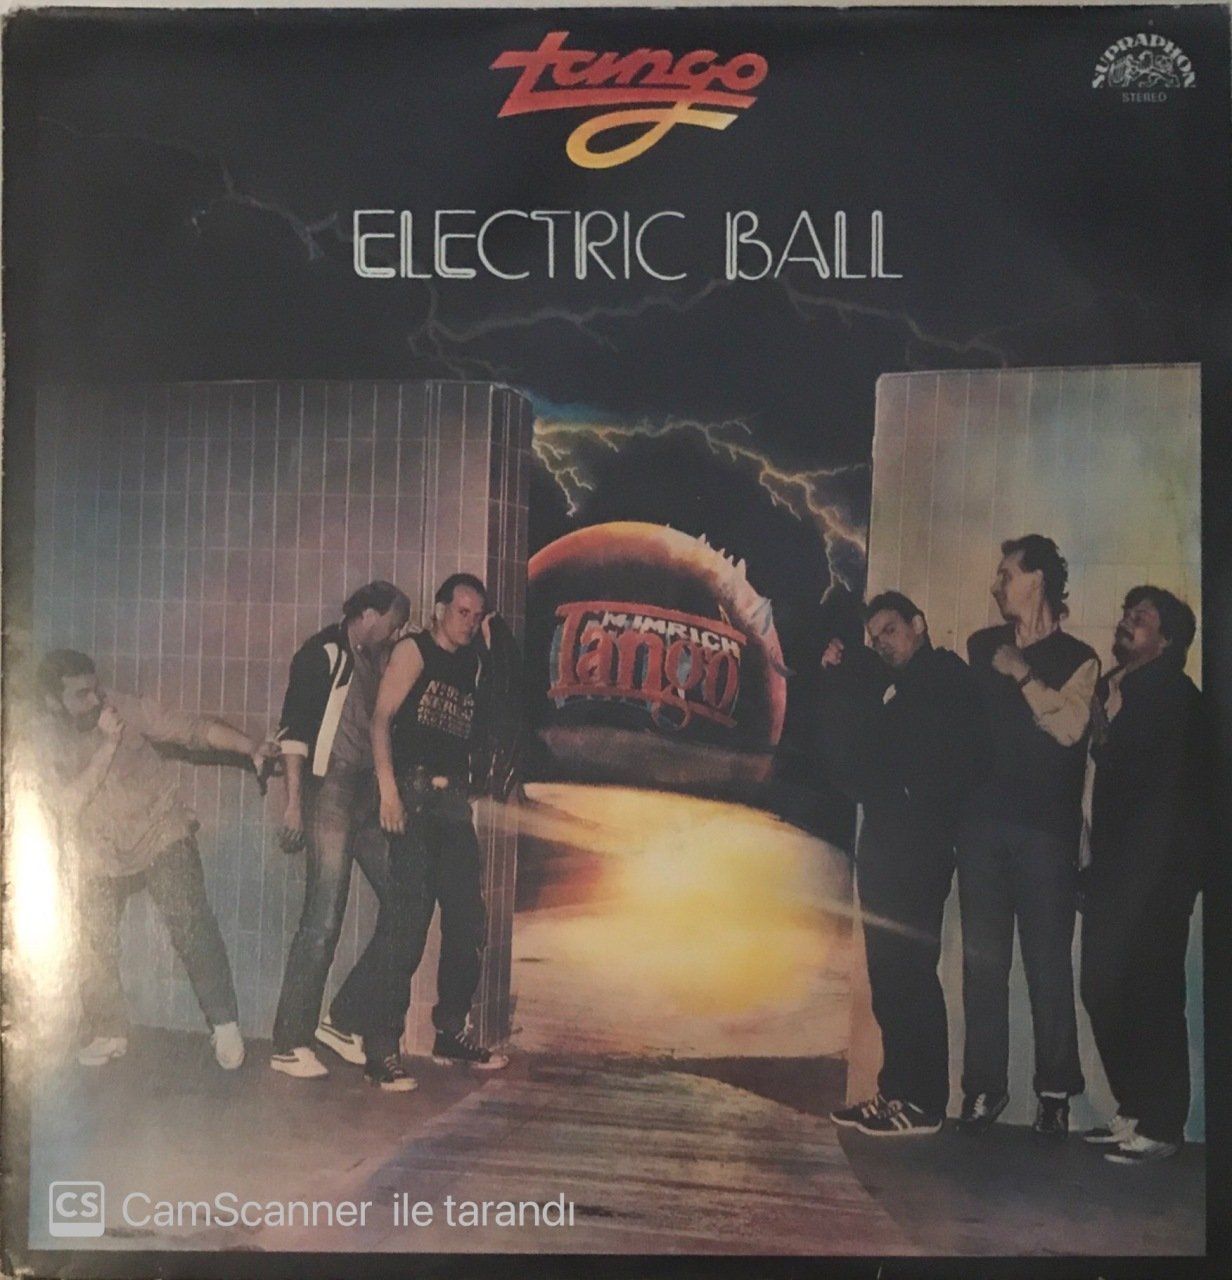 tango
SUPRAPHON
STEREO
ELECTRIC BALL
M. IMRICH
Tango
CS CamScanner ile tarandı